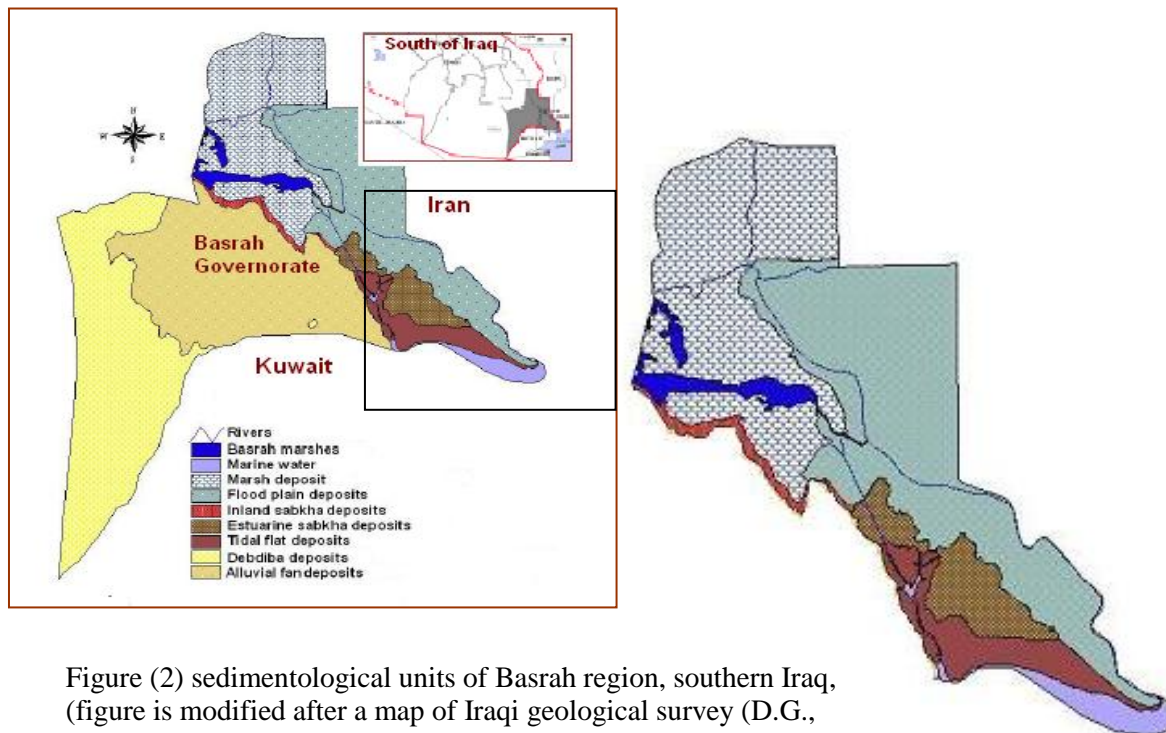 South of Iraq
N
W
E
S
Iran
Basrah
Governorate
Kuwait
Rivers
Basrah marshes
Marine water
Marsh deposit
Flood plain deposits
Inland sabkha deposits
Estuarine sabkha deposits
Tidal flat deposits
Debdiba deposits
Alluvial fan deposits
Figure (2) sedimentological units of Basrah region, southern Iraq,
(figure is modified after a map of Iraqi geological survey (D.G.,